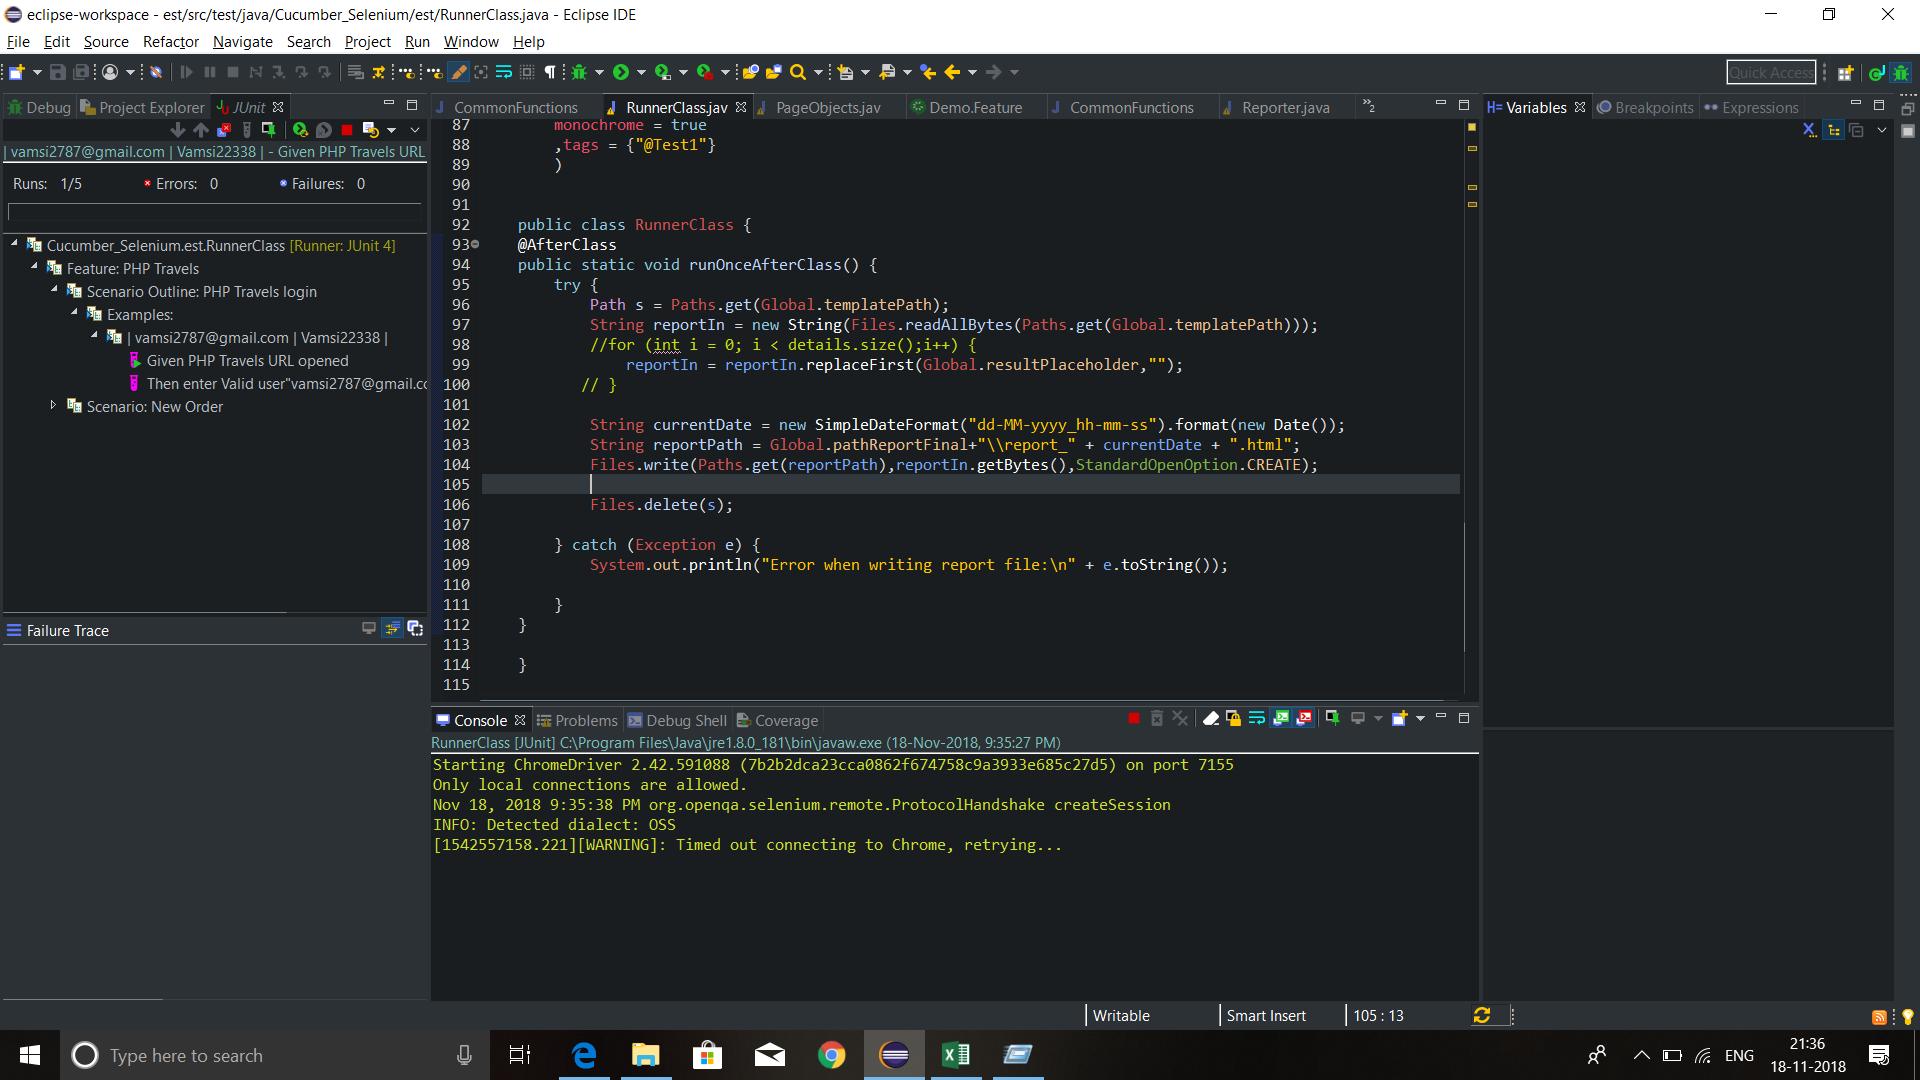 eclipse-workspace - est/src/test/java/Cucumber_Selenium/est/RunnerClass.java - Eclipse IDE
File Edit Source Refactor Navigate Search Project Run Window Help
Quick Access
Debug Project Explorer JUnit
CommonFunctions RunnerClass.jav PageObjects.jav Demo.Feature CommonFunctions Reporter.java »2
Variables Breakpoints Expressions
| vamsi2787@gmail.com | Vamsi22338 | - Given PHP Travels URL
Runs: 1/5 Errors: 0 Failures: 0
Cucumber_Selenium.est.RunnerClass [Runner: JUnit 4]
Feature: PHP Travels
Scenario Outline: PHP Travels login
Examples:
| vamsi2787@gmail.com | Vamsi22338 |
Given PHP Travels URL opened
Then enter Valid user"vamsi2787@gmail.cc
Scenario: New Order
Failure Trace
87 monochrome = true
88 ,tags = {"@Test1"}
89 )
90
91
92 public class RunnerClass {
93 @AfterClass
94 public static void runOnceAfterClass() {
95 try {
96 Path s = Paths.get(Global.templatePath);
97 String reportIn = new String(Files.readAllBytes(Paths.get(Global.templatePath)));
98 //for (int i = 0; i < details.size();i++) {
99 reportIn = reportIn.replaceFirst(Global.resultPlaceholder,"");
100 // }
101
102 String currentDate = new SimpleDateFormat("dd-MM-yyyy_hh-mm-ss").format(new Date());
103 String reportPath = Global.pathReportFinal+"\\report_" + currentDate + ".html";
104 Files.write(Paths.get(reportPath),reportIn.getBytes(),StandardOpenOption.CREATE);
105
106 Files.delete(s);
107
108 } catch (Exception e) {
109 System.out.println("Error when writing report file:\n" + e.toString());
110
111 }
112 }
113
114 }
115
Console Problems Debug Shell Coverage
RunnerClass [JUnit] C:\Program Files\Java\jre1.8.0_181\bin\javaw.exe (18-Nov-2018, 9:35:27 PM)
Starting ChromeDriver 2.42.591088 (7b2b2dca23cca0862f674758c9a3933e685c27d5) on port 7155
Only local connections are allowed.
Nov 18, 2018 9:35:38 PM org.openqa.selenium.remote.ProtocolHandshake createSession
INFO: Detected dialect: OSS
[1542557158.221][WARNING]: Timed out connecting to Chrome, retrying...
Writable Smart Insert 105 : 13
Type here to search
ENG
21:36
18-11-2018